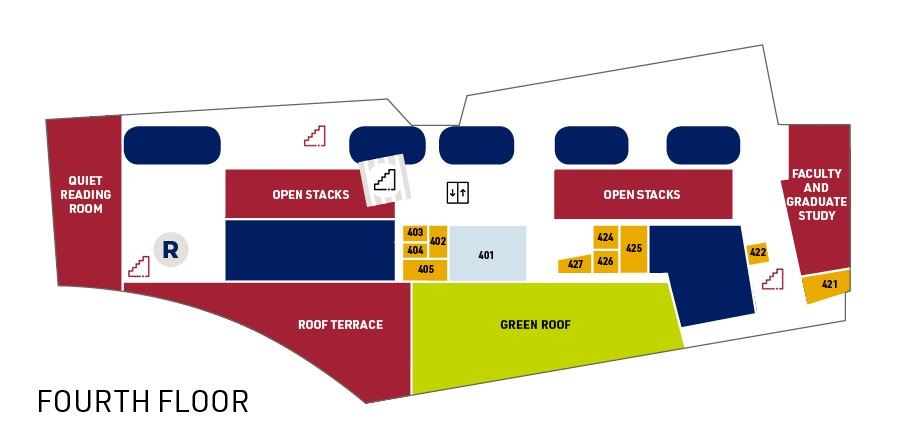 QUIET
READING
ROOM
OPEN STACKS
OPEN STACKS
FACULTY
AND
GRADUATE
STUDY
R
403
402
404
405
401
424
425
426
427
422
421
ROOF TERRACE
GREEN ROOF
FOURTH FLOOR